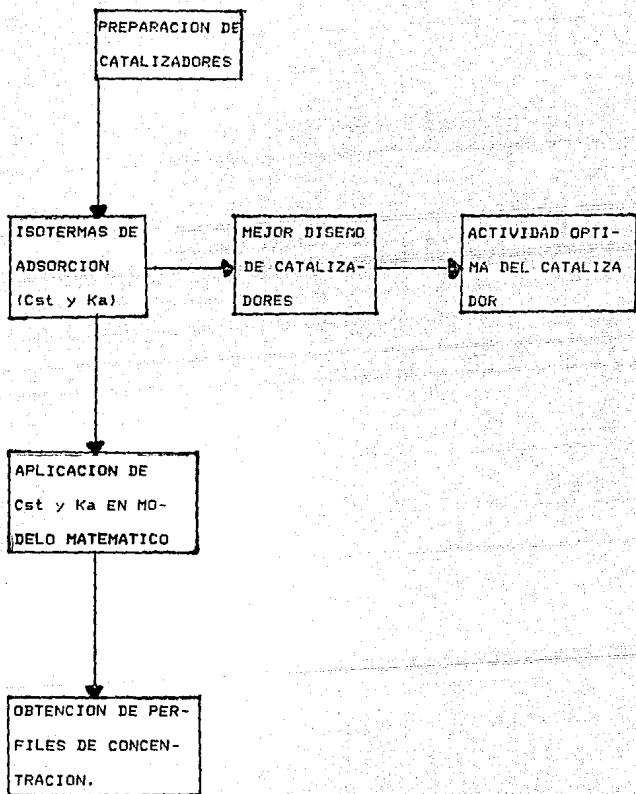 PREPARACION DE
CATALIZADORES
ISOTERMAS DE
ADSORCION
(Cst y Ka)
MEJOR DISEÑO
DE CATALIZA-
DORES
ACTIVIDAD OPTI-
MA DEL CATALIZA
DOR
APLICACION DE
Cst y Ka EN MO-
DELO MATEMATICO
OBTENCION DE PER-
FILES DE CONCEN-
TRACION.